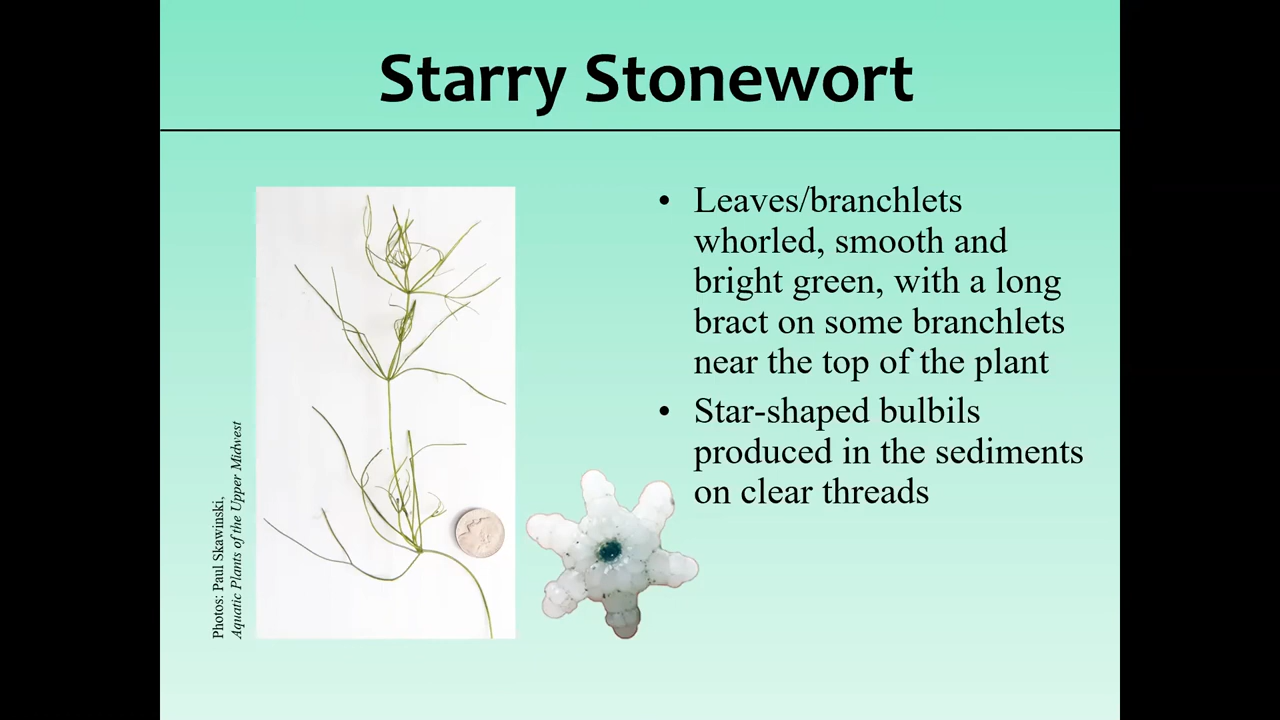 Starry Stonewort
• Leaves/branchlets
whorled, smooth and
bright green, with a long
bract on some branchlets
near the top of the plant
• Star-shaped bulbils
produced in the sediments
on clear threads
Photos: Paul Skawinski,
Aquatic Plants of the Upper Midwest